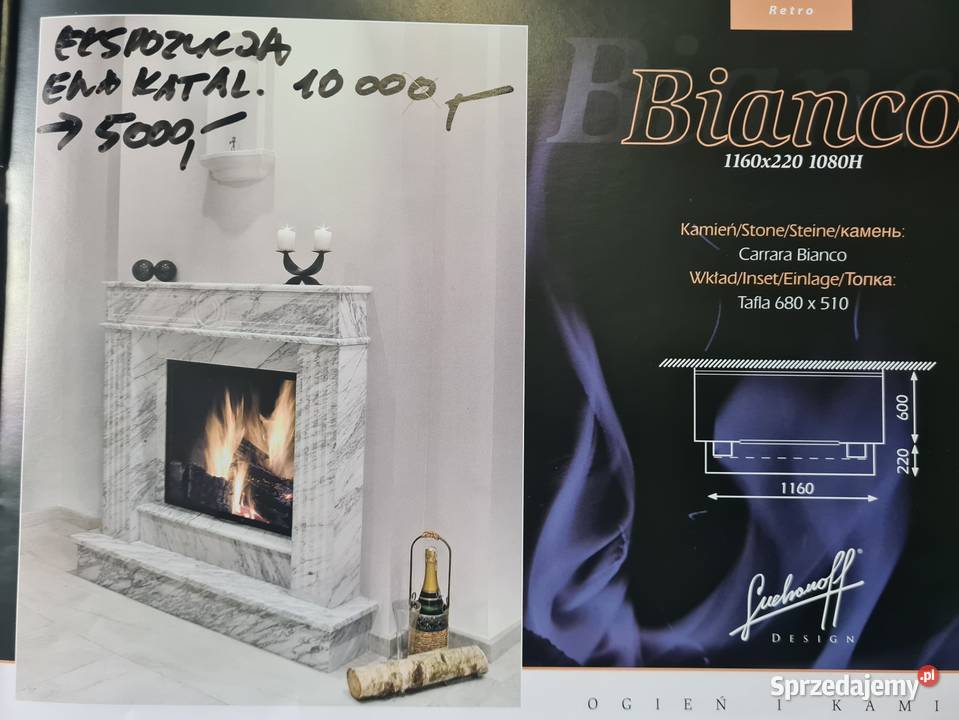 EKSPOZYCJA
KATAL. 10 000,-
→ 5000,-
Retro
Bianco
1160x220 1080H
Kamień/Stone/Steine/камень:
Carrara Bianco
Wkład/Inset/Einlage/Топка:
Tafla 680 x 510
600
220
1160
Suchanoff®
DESIGN
OGIEŃ I KAMI
Sprzedajemy.pl